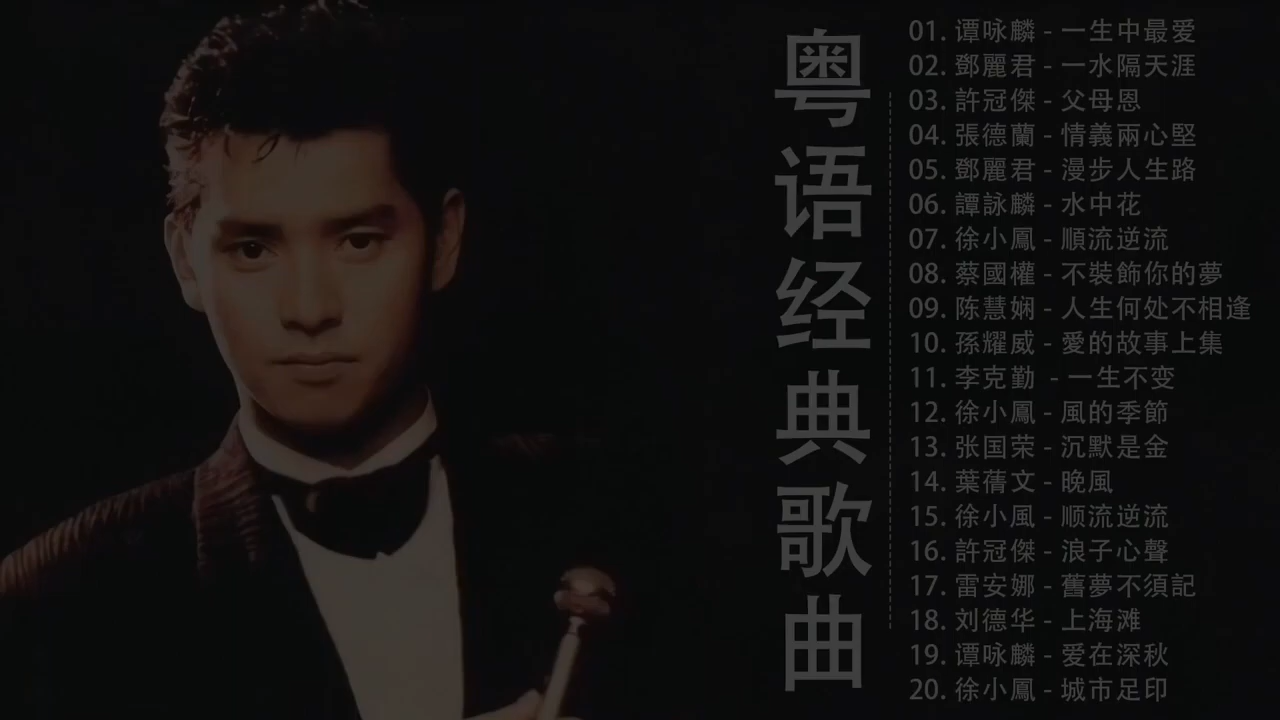 粤语经典歌曲
01. 谭咏麟 - 一生中最爱
02. 鄧麗君 - 一水隔天涯
03. 許冠傑 - 父母恩
04. 張德蘭 - 情義兩心堅
05. 鄧麗君 - 漫步人生路
06. 譚詠麟 - 水中花
07. 徐小鳳 - 順流逆流
08. 蔡國權 - 不裝飾你的夢
09. 陈慧娴 - 人生何处不相逢
10. 孫耀威 - 愛的故事上集
11. 李克勤 - 一生不变
12. 徐小鳳 - 風的季節
13. 张国荣 - 沉默是金
14. 葉蒨文 - 晚風
15. 徐小風 - 顺流逆流
16. 許冠傑 - 浪子心聲
17. 雷安娜 - 舊夢不須記
18. 刘德华 - 上海滩
19. 谭咏麟 - 爱在深秋
20. 徐小鳳 - 城市足印